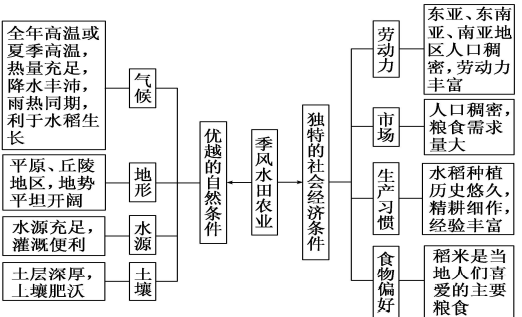 全年高温或
夏季高温，
热量充足，
降水丰沛，
雨热同期，
利于水稻生
长
气候
平原、丘陵
地区，地势
平坦开阔
地形
水源充足，
灌溉便利
水源
土层深厚，
土壤肥沃
土壤
优越的自然条件
季风水田农业
独特的社会经济条件
劳动力
东亚、东南
亚、南亚地
区人口稠
密，劳动力
丰富
市场
人口稠密，
粮食需求
量大
生产习惯
水稻种植
历史悠久，
精耕细作，
经验丰富
食物偏好
稻米是当
地人们喜
爱的主要
粮食